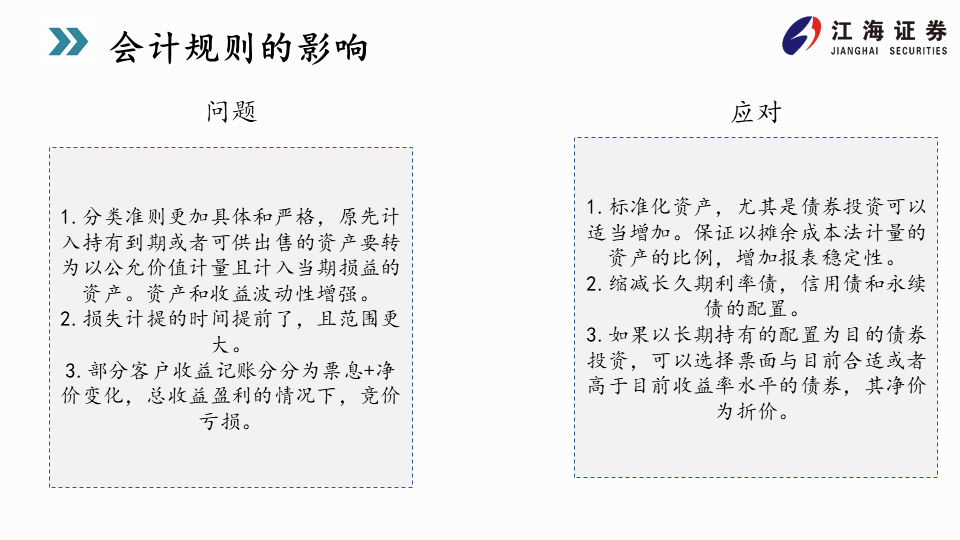 会计规则的影响
江海证券
JIANGHAI SECURITIES
问题
1.分类准则更加具体和严格，原先计
入持有到期或者可供出售的资产要转
为以公允价值计量且计入当期损益的
资产。资产和收益波动性增强。
2.损失计提的时间提前了，且范围更
大。
3.部分客户收益记账分分为票息+净
价变化，总收益盈利的情况下，竞价
亏损。
应对
1.标准化资产，尤其是债券投资可以
适当增加。保证以摊余成本法计量的
资产的比例，增加报表稳定性。
2.缩减长久期利率债，信用债和永续
债的配置。
3.如果以长期持有的配置为目的债券
投资，可以选择票面与目前合适或者
高于目前收益率水平的债券，其净价
为折价。